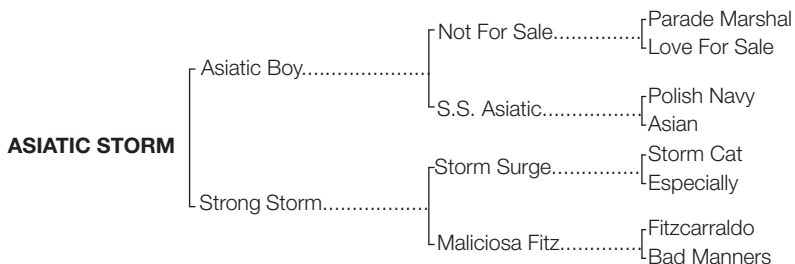 Parade Marshal
Not For Sale
Love For Sale
Asiatic Boy
Polish Navy
S.S. Asiatic
Asian
ASIATIC STORM
Storm Cat
Storm Surge
Especially
Strong Storm
Fitzcarraldo
Maliciosa Fitz
Bad Manners